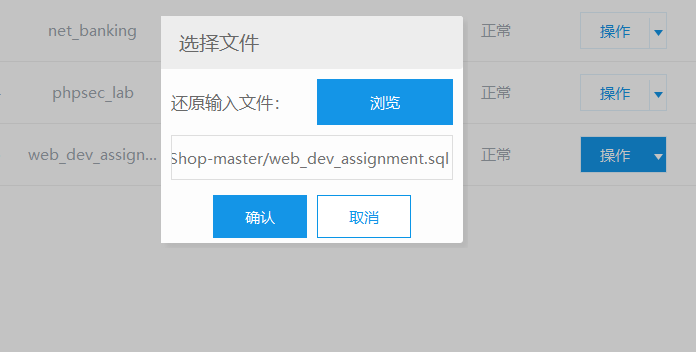 net_banking 正常 操作
phpsec_lab 正常 操作
web_dev_assign... 正常 操作
选择文件
还原输入文件： 浏览
Shop-master/web_dev_assignment.sql
确认 取消